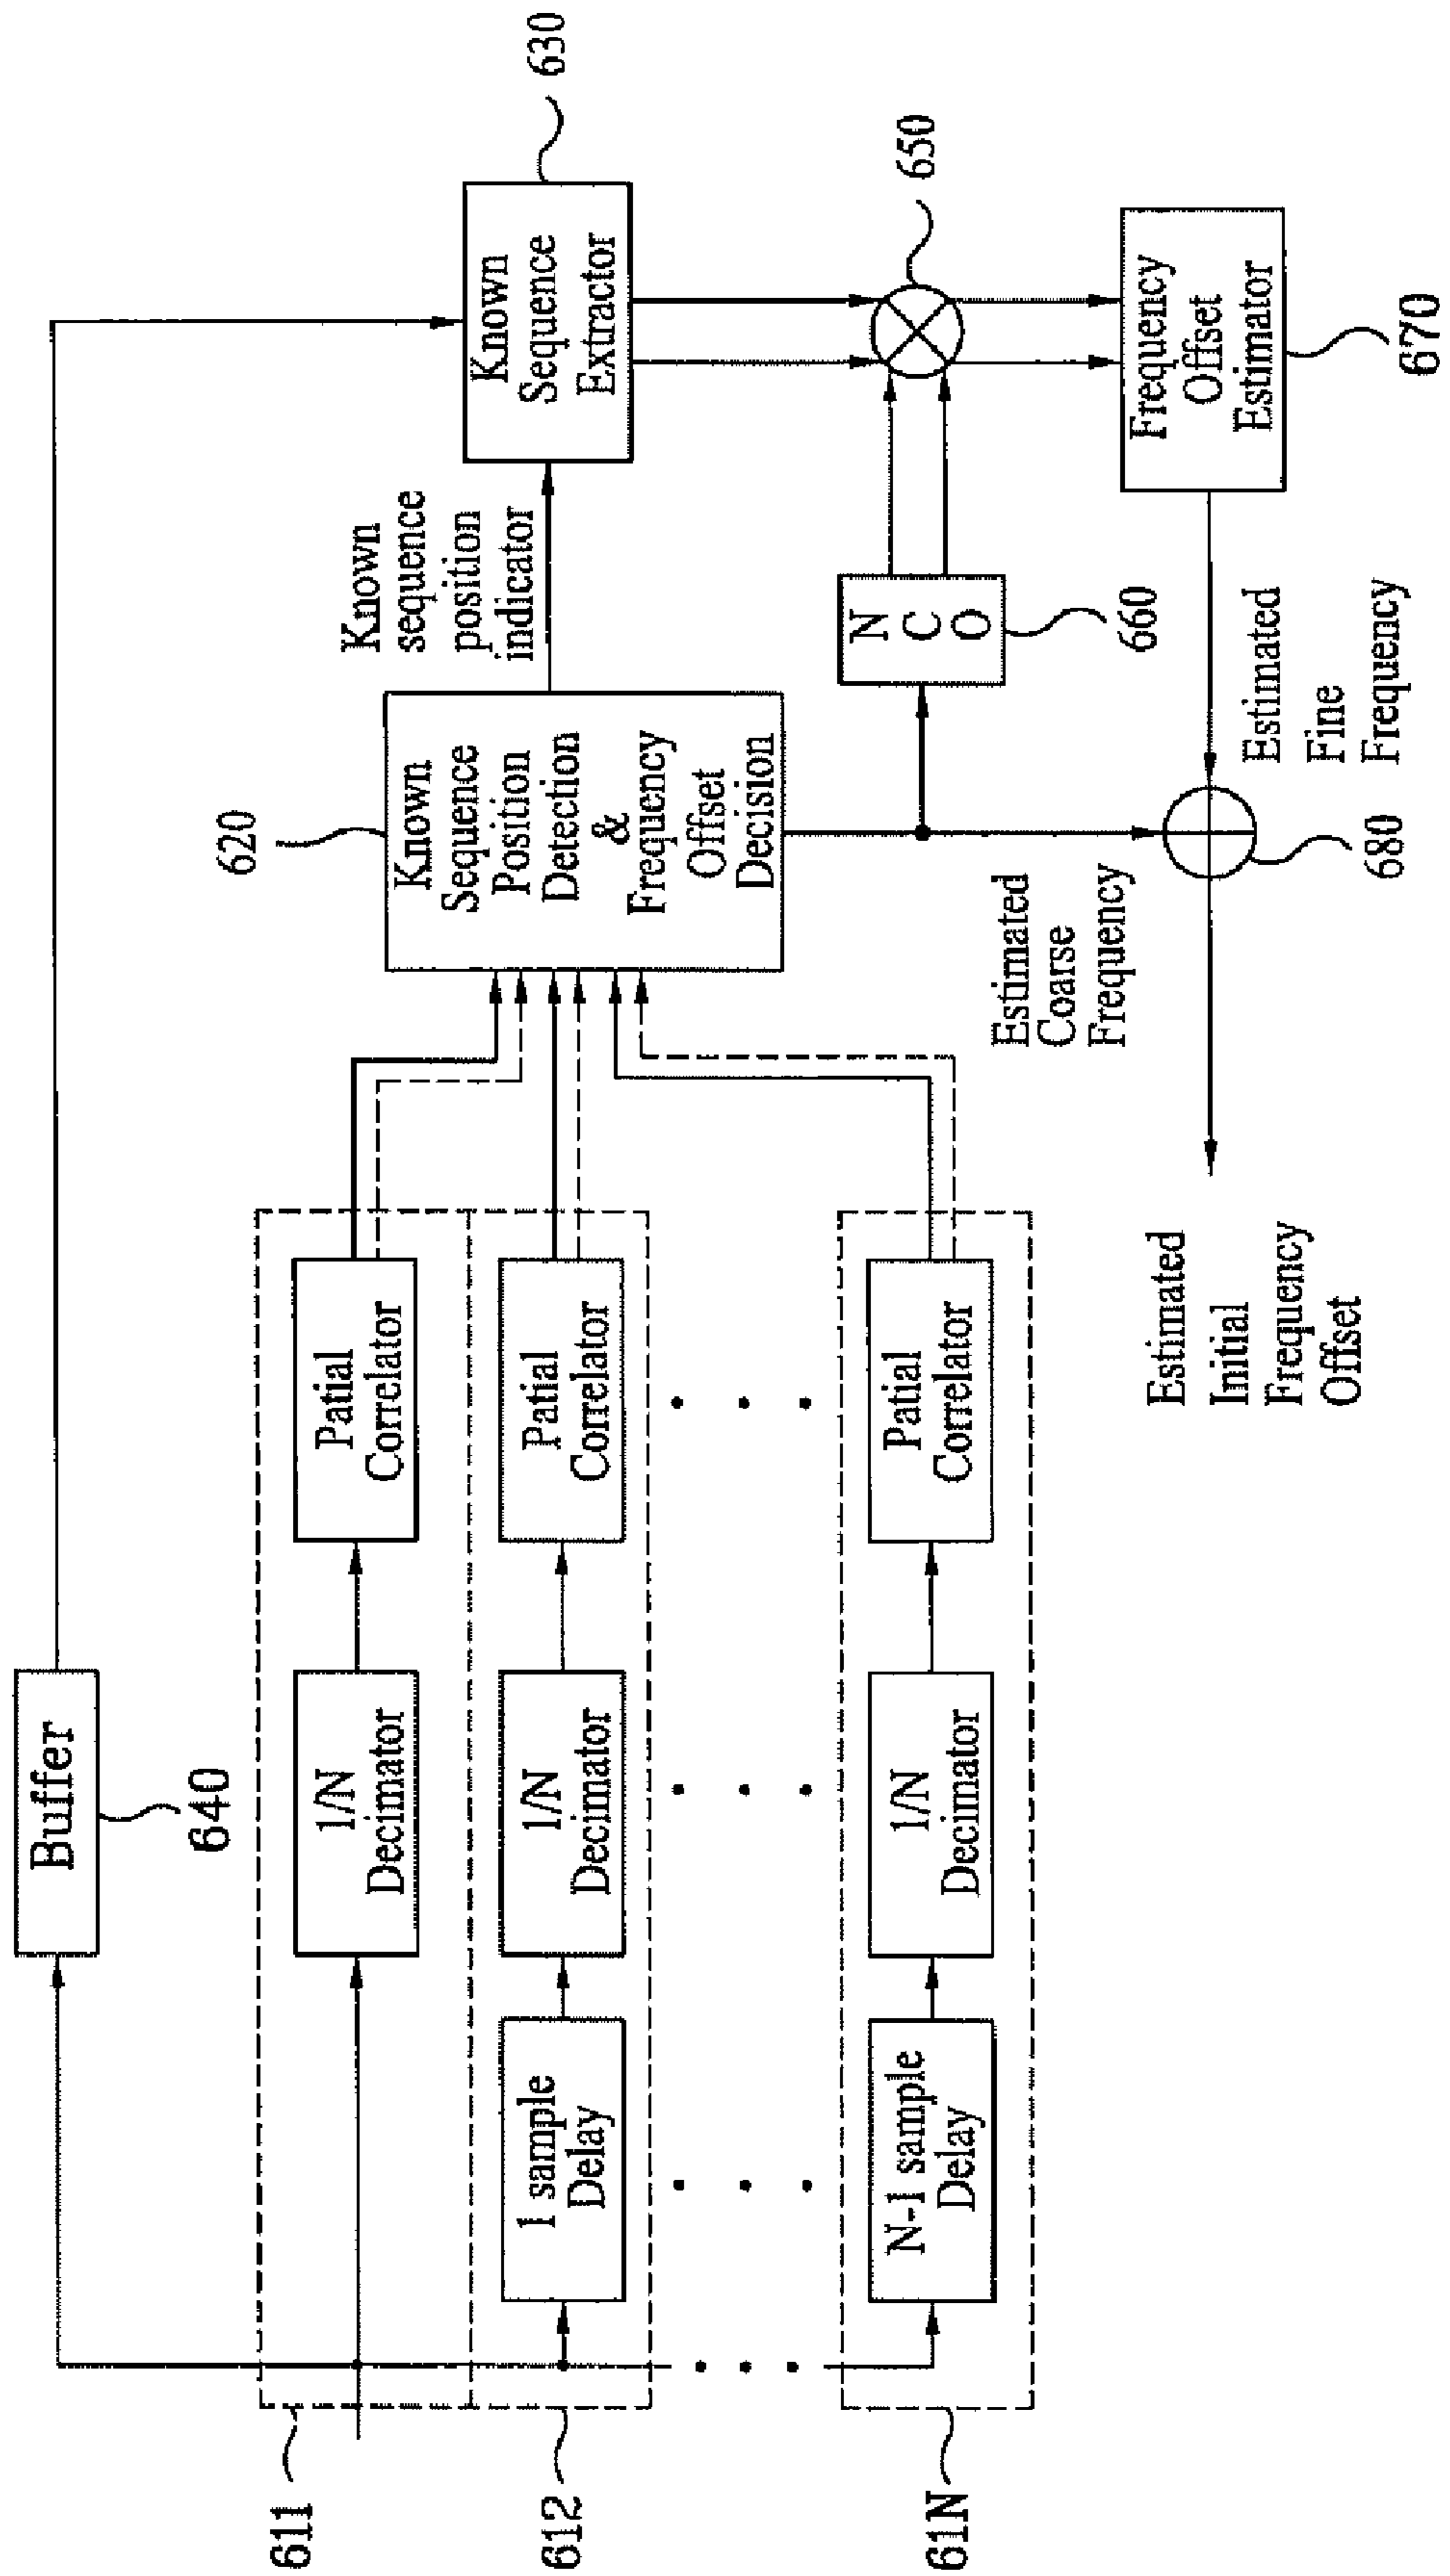 Buffer
640
611
1/N
Decimator
Patial
Correlator
612
1 sample
Delay
1/N
Decimator
Patial
Correlator
61N
N-1 sample
Delay
1/N
Decimator
Patial
Correlator
620
Known
Sequence
Position
Detection
&
Frequency
Offset
Decision
Known
sequence
position
indicator
Known
Sequence
Extractor
630
650
N
C
O
660
Frequency
Offset
Estimator
670
Estimated
Coarse
Frequency
Estimated
Fine
Frequency
680
Estimated
Initial
Frequency
Offset